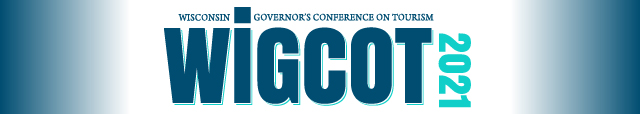 WISCONSIN GOVERNOR'S CONFERENCE ON TOURISM
WiGCOT
2021